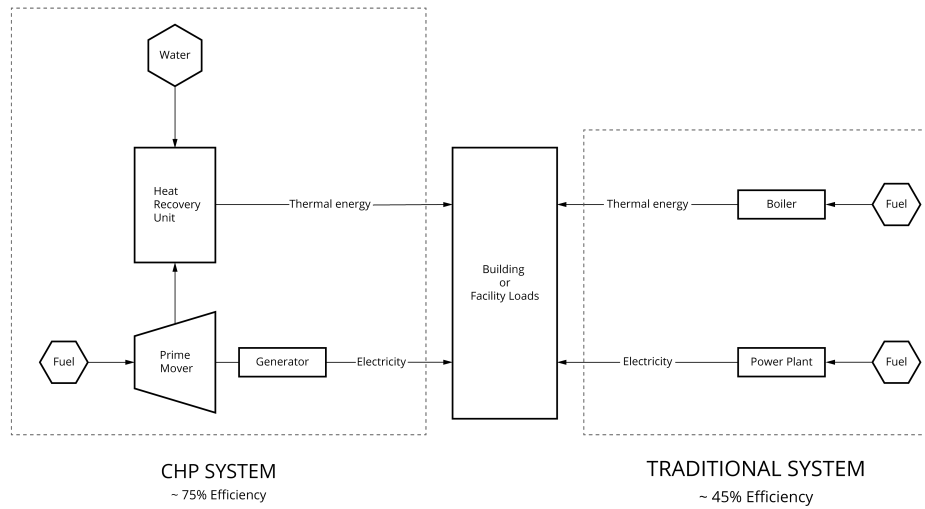 Water
Heat
Recovery
Unit
Thermal energy
Thermal energy
Boiler
Fuel
Building
or
Facility Loads
Fuel
Prime
Mover
Generator
Electricity
Electricity
Power Plant
Fuel
CHP SYSTEM
~ 75% Efficiency
TRADITIONAL SYSTEM
~ 45% Efficiency